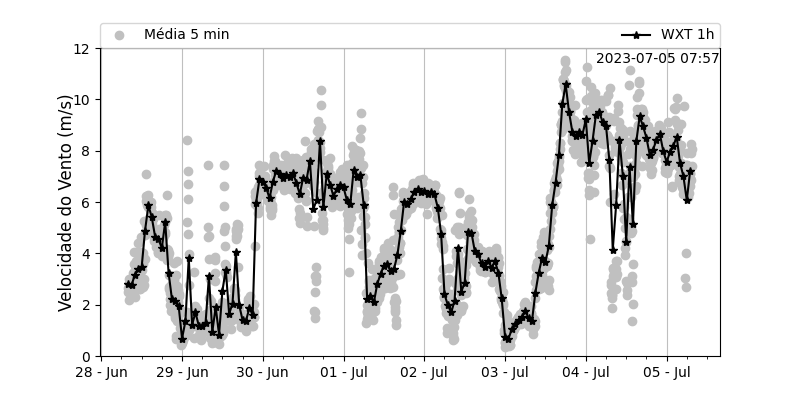 Média 5 min
WXT 1h
2023-07-05 07:57
Velocidade do Vento (m/s)
12
10
8
6
4
2
0
28 - Jun
29 - Jun
30 - Jun
01 - Jul
02 - Jul
03 - Jul
04 - Jul
05 - Jul